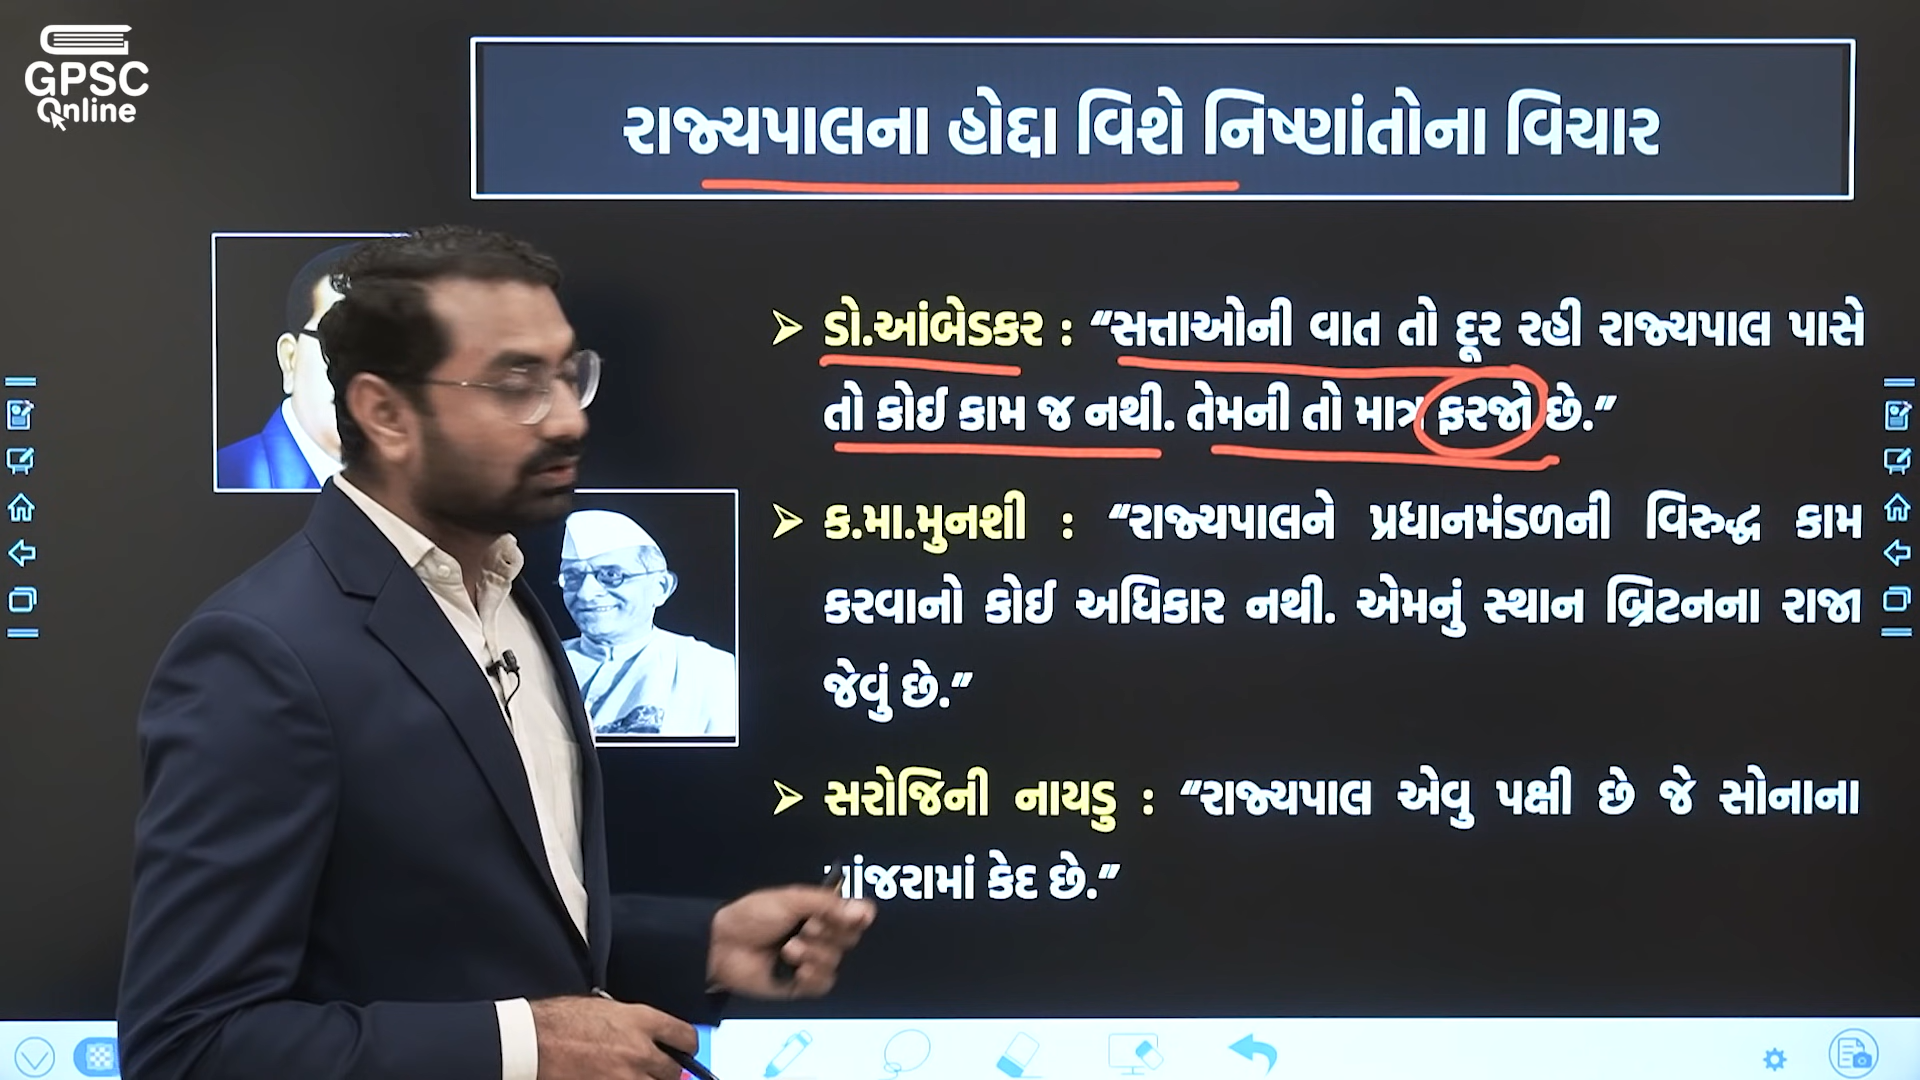 GPSC
Online
રાજ્યપાલના હોદ્દા વિશે નિષ્ણાંતોના વિચાર
ડો.આંબેડકર : “સત્તાઓની વાત તો દૂર રહી રાજ્યપાલ પાસે
તો કોઈ કામ જ નથી. તેમની તો માત્ર ફરજો છે.”
ક.મા.મુનશી : “રાજ્યપાલને પ્રધાનમંડળની વિરુદ્ધ કામ
કરવાનો કોઈ અધિકાર નથી. એમનું સ્થાન બ્રિટનના રાજા
જેવું છે.”
સરોજિની નાયડુ : “રાજ્યપાલ એવુ પક્ષી છે જે સોનાના
પાંજરામાં કેદ છે.”